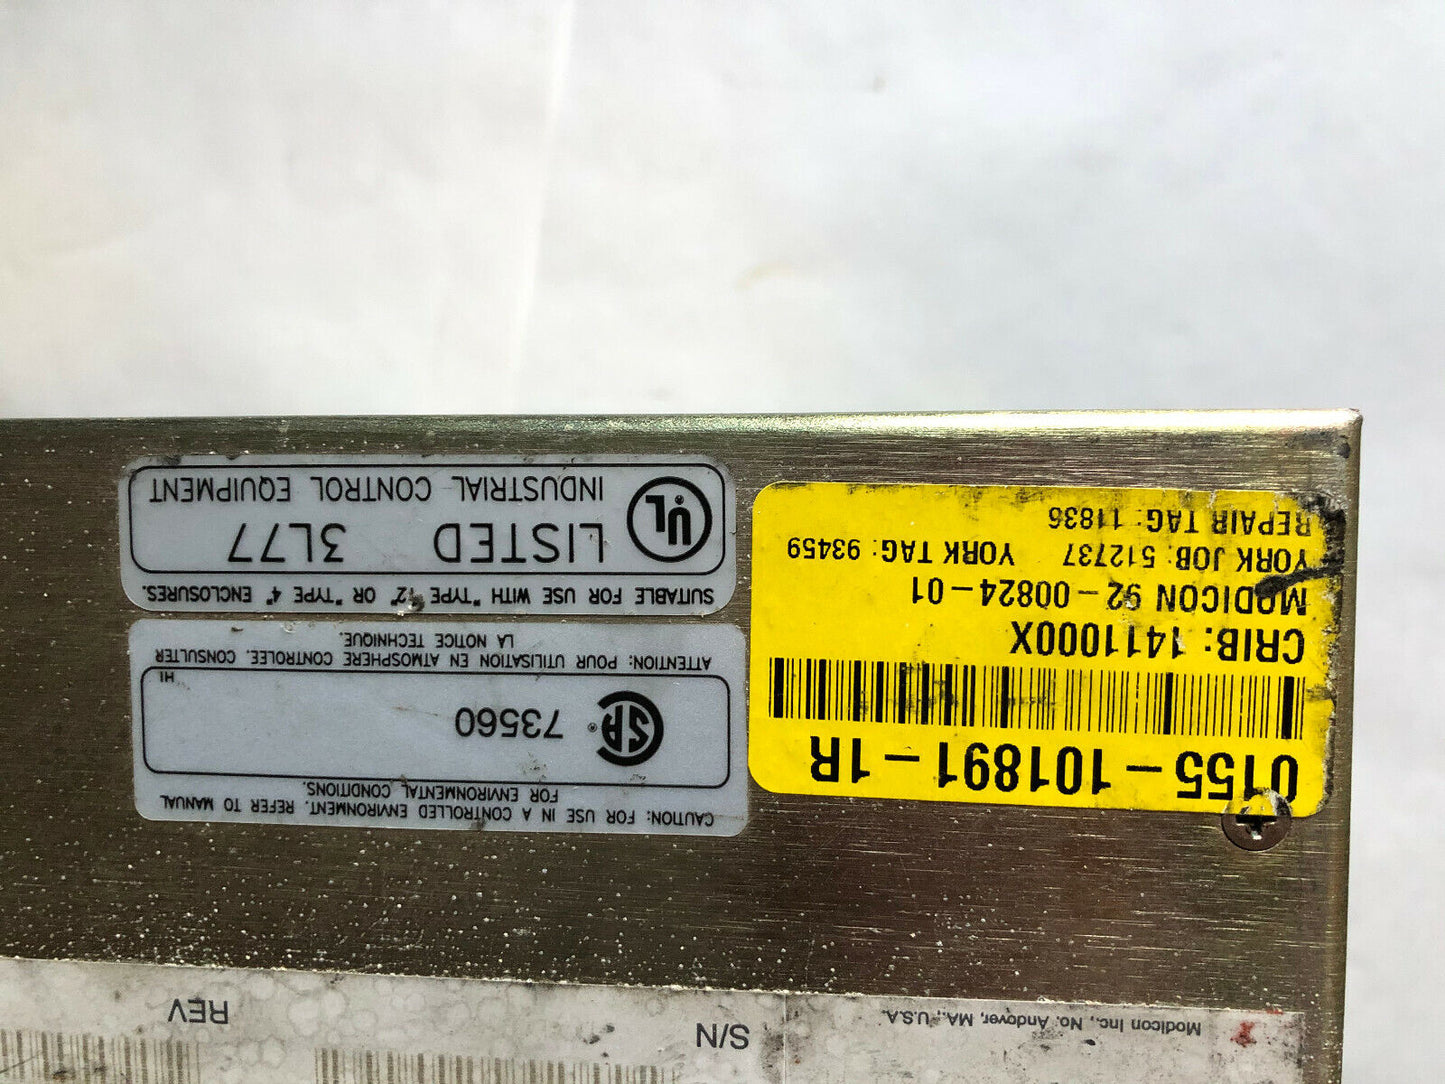 0155-101891-1R
CRIB: 1411000X
MODICON 92-00824-01
YORK JOB: 512737 YORK TAG: 93459
REPAIR TAG: 11836
CAUTION: FOR USE IN A CONTROLLED ENVIRONMENT. REFER TO MANUAL
FOR ENVIRONMENTAL CONDITIONS.
SA ® 73560
HI
ATTENTION: POUR UTILISATION EN ATMOSPHERE CONTROLEE. CONSULTER
LA NOTICE TECHNIQUE.
SUITABLE FOR USE WITH "TYPE 12" OR "TYPE 4" ENCLOSURES.
UL LISTED 3L77
INDUSTRIAL CONTROL EQUIPMENT
Modicon Inc., No. Andover, MA., U.S.A.
S/N
REV